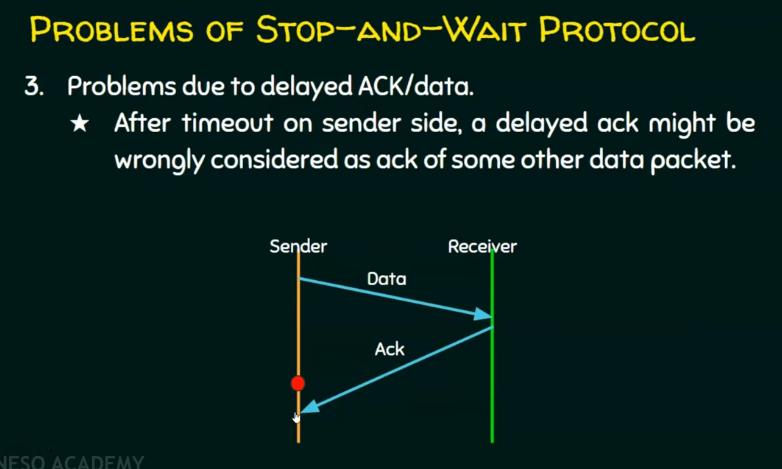 PROBLEMS OF STOP-AND-WAIT PROTOCOL
3. Problems due to delayed ACK/data.
★ After timeout on sender side, a delayed ack might be
wrongly considered as ack of some other data packet.
Sender Receiver
Data
Ack
NESO ACADEMY